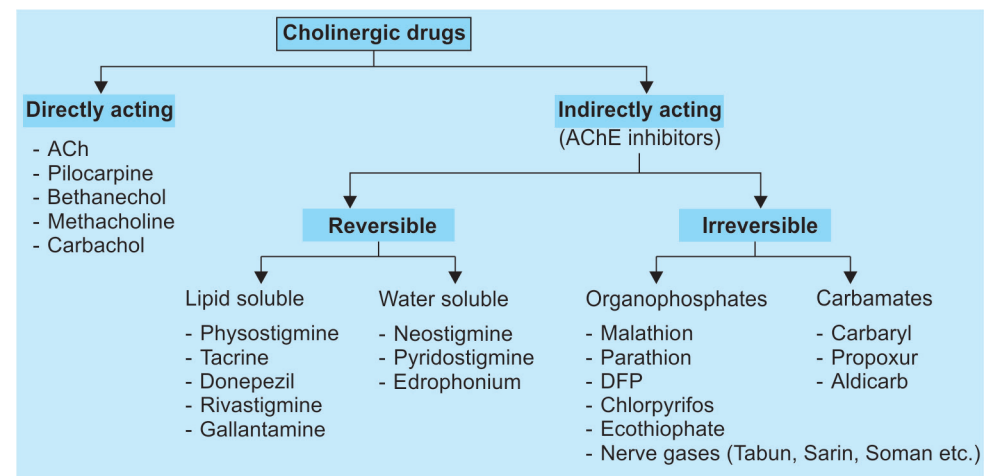 Cholinergic drugs
Directly acting
- ACh
- Pilocarpine
- Bethanechol
- Methacholine
- Carbachol
Indirectly acting
(AChE inhibitors)
Reversible
Lipid soluble
- Physostigmine
- Tacrine
- Donepezil
- Rivastigmine
- Gallantamine
Water soluble
- Neostigmine
- Pyridostigmine
- Edrophonium
Irreversible
Organophosphates
- Malathion
- Parathion
- DFP
- Chlorpyrifos
- Ecothiophate
- Nerve gases (Tabun, Sarin, Soman etc.)
Carbamates
- Carbaryl
- Propoxur
- Aldicarb